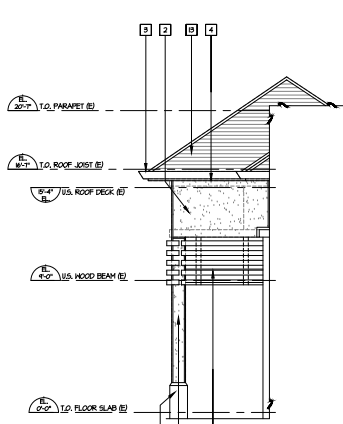 3 2 13 4
EL.
20'-7" T.O. PARAPET (E)
EL.
16'-7" T.O. ROOF JOIST (E)
15'-4" U.S. ROOF DECK (E)
EL.
EL.
9'-0" U.S. WOOD BEAM (E)
EL.
0'-0" T.O. FLOOR SLAB (E)